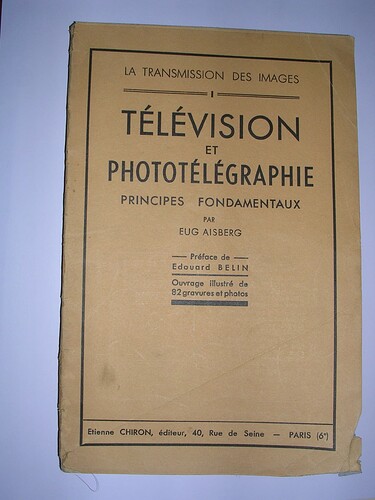 LA TRANSMISSION DES IMAGES
I
TÉLÉVISION
ET
PHOTOTÉLÉGRAPHIE
PRINCIPES FONDAMENTAUX
PAR
EUG AISBERG
— Préface de —
Edouard BELIN
Ouvrage illustré de
82 gravures et photos
Etienne CHIRON, éditeur, 40, Rue de Seine — PARIS (6e)